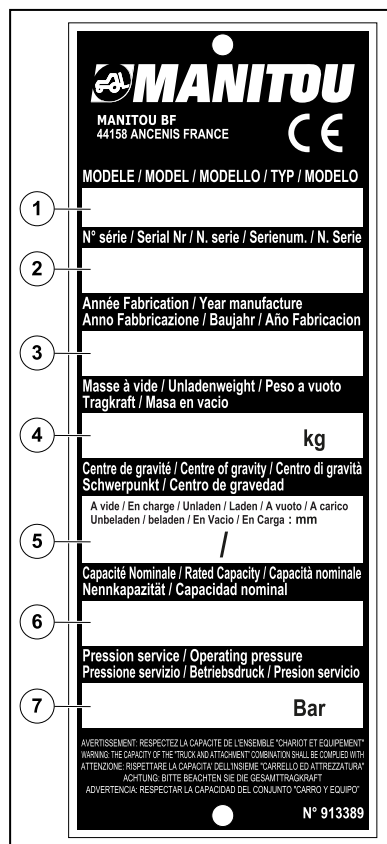 MANITOU
MANITOU BF
44158 ANCENIS FRANCE
CE
MODELE / MODEL / MODELLO / TYP / MODELO
1
N° série / Serial Nr / N. serie / Serienum. / N. Serie
2
Année Fabrication / Year manufacture
Anno Fabbricazione / Baujahr / Año Fabricacion
3
Masse à vide / Unladenweight / Peso a vuoto
Tragkraft / Masa en vacio
4
kg
Centre de gravité / Centre of gravity / Centro di gravità
Schwerpunkt / Centro de gravedad
A vide / En charge / Unladen / Laden / A vuoto / A carico
Unbeladen / beladen / En Vacio / En Carga : mm
5
/
Capacité Nominale / Rated Capacity / Capacità nominale
Nennkapazität / Capacidad nominal
6
Pression service / Operating pressure
Pressione servizio / Betriebsdruck / Presion servicio
7
Bar
AVERTISSEMENT: RESPECTEZ LA CAPACITE DE L'ENSEMBLE "CHARIOT ET EQUIPEMENT"
WARNING: THE CAPACITY OF THE "TRUCK AND ATTACHMENT" COMBINATION SHALL BE COMPLIED WITH
ATTENZIONE: RISPETTARE LA CAPACITA' DELL'INSIEME "CARRELLO ED ATTREZZATURA"
ACHTUNG: BITTE BEACHTEN SIE DIE GESAMTTRAGKRAFT
ADVERTENCIA: RESPECTAR LA CAPACIDAD DEL CONJUNTO "CARRO Y EQUIPO"
N° 913389